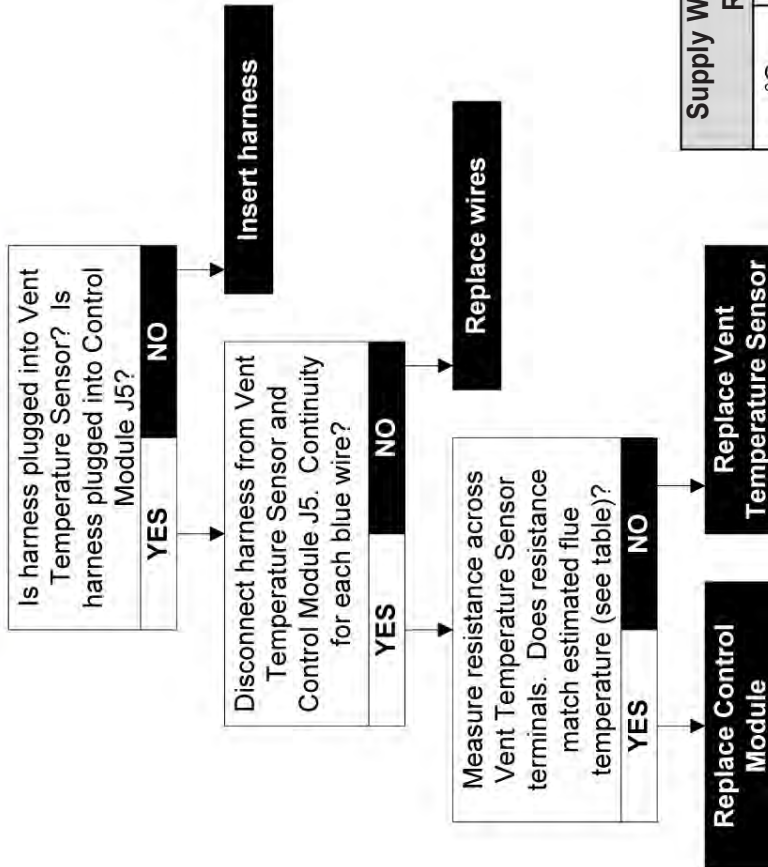 Is harness plugged into Vent
Temperature Sensor? Is
harness plugged into Control
Module J5?
YES
NO
Insert harness
Disconnect harness from Vent
Temperature Sensor and
Control Module J5. Continuity
for each blue wire?
YES
NO
Replace wires
Measure resistance across
Vent Temperature Sensor
terminals. Does resistance
match estimated flue
temperature (see table)?
YES
NO
Replace Control
Module
Replace Vent
Temperature Sensor
Supply W
R